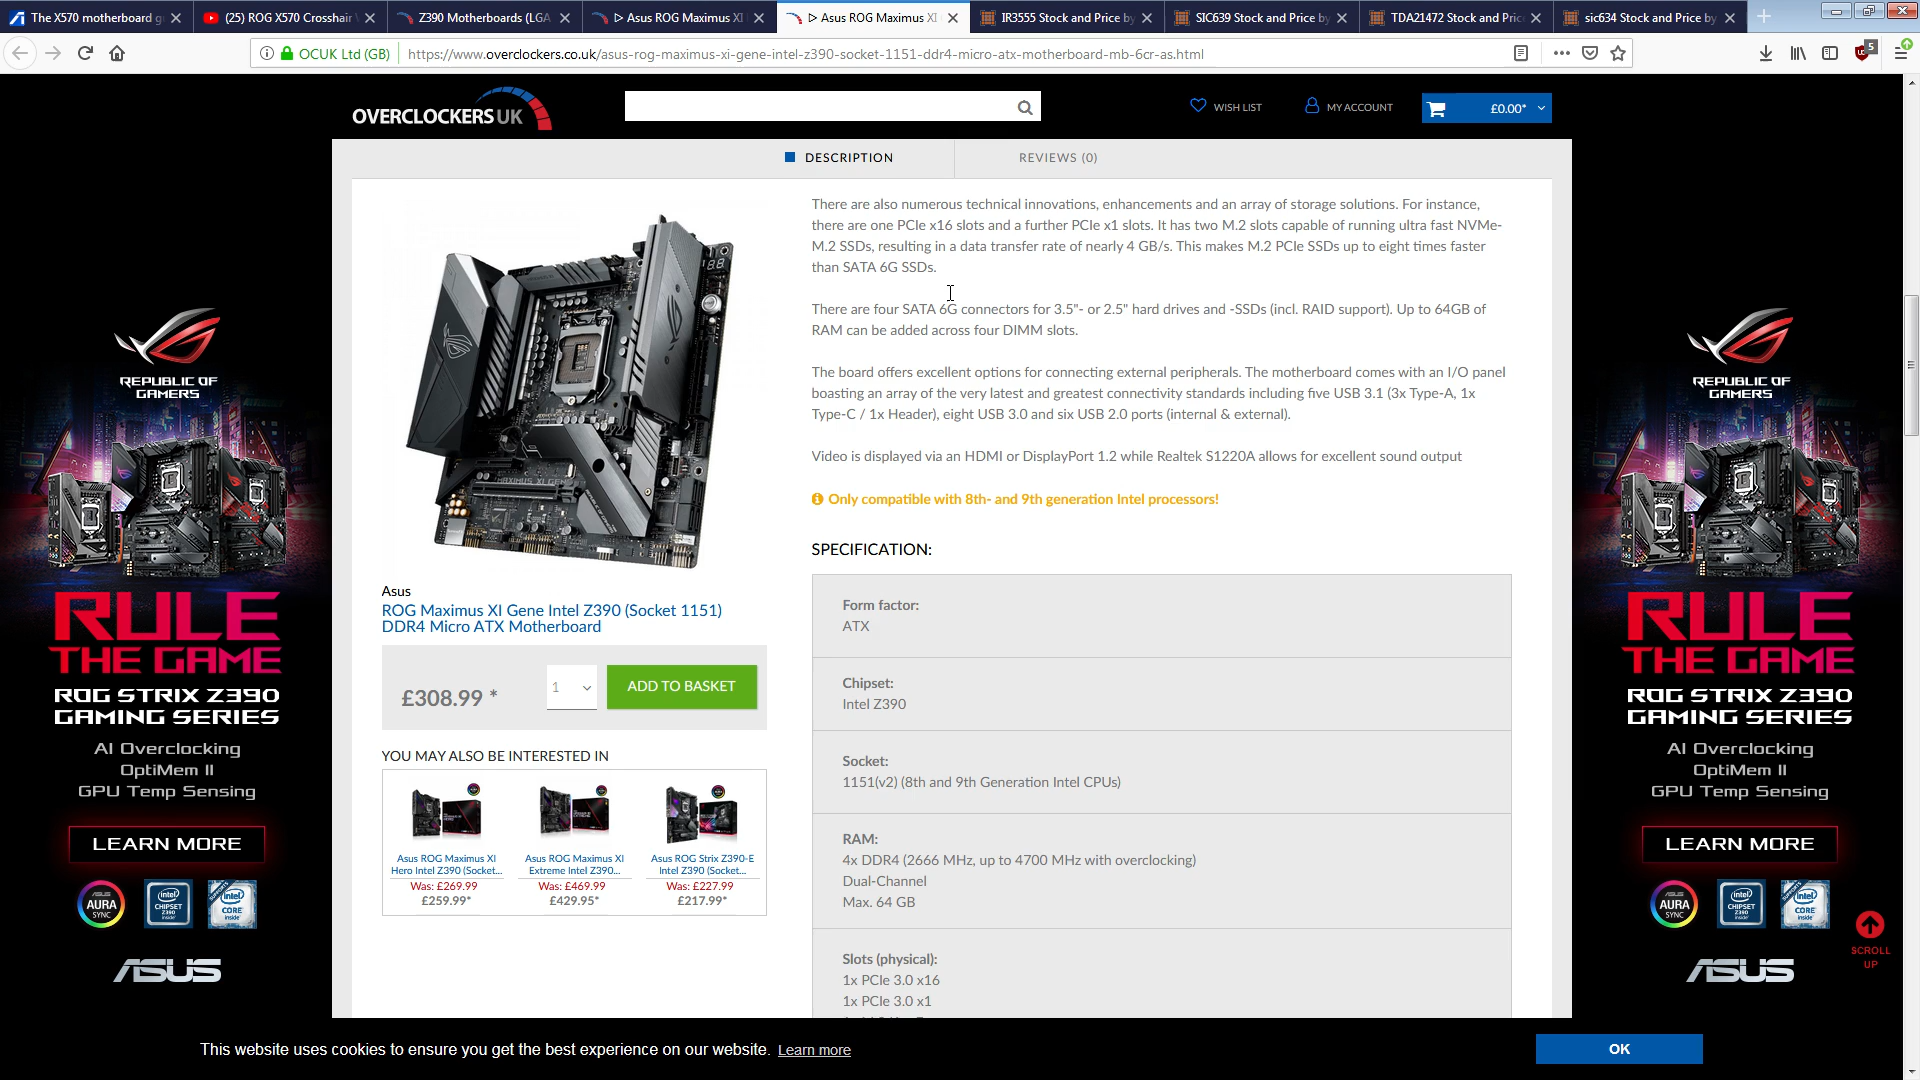 The X570 motherboard g
(25) ROG X570 Crosshair
Z390 Motherboards (LGA
▷ Asus ROG Maximus XI
▷ Asus ROG Maximus XI
IR3555 Stock and Price by
SIC639 Stock and Price by
TDA21472 Stock and Price
sic634 Stock and Price by
OCUK Ltd (GB)
https://www.overclockers.co.uk/asus-rog-maximus-xi-gene-intel-z390-socket-1151-ddr4-micro-atx-motherboard-mb-6cr-as.html
5
OVERCLOCKERS UK
WISH LIST
MY ACCOUNT
£0.00*
DESCRIPTION
REVIEWS (0)
There are also numerous technical innovations, enhancements and an array of storage solutions. For instance,
there are one PCIe x16 slots and a further PCIe x1 slots. It has two M.2 slots capable of running ultra fast NVMe-
M.2 SSDs, resulting in a data transfer rate of nearly 4 GB/s. This makes M.2 PCIe SSDs up to eight times faster
than SATA 6G SSDs.
There are four SATA 6G connectors for 3.5"- or 2.5" hard drives and -SSDs (incl. RAID support). Up to 64GB of
RAM can be added across four DIMM slots.
The board offers excellent options for connecting external peripherals. The motherboard comes with an I/O panel
boasting an array of the very latest and greatest connectivity standards including five USB 3.1 (3x Type-A, 1x
Type-C / 1x Header), eight USB 3.0 and six USB 2.0 ports (internal & external).
Video is displayed via an HDMI or DisplayPort 1.2 while Realtek S1220A allows for excellent sound output
Only compatible with 8th- and 9th generation Intel processors!
SPECIFICATION:
Form factor:
ATX
Chipset:
Intel Z390
Socket:
1151(v2) (8th and 9th Generation Intel CPUs)
RAM:
4x DDR4 (2666 MHz, up to 4700 MHz with overclocking)
Dual-Channel
Max. 64 GB
Slots (physical):
1x PCIe 3.0 x16
1x PCIe 3.0 x1
MAXIMUS XI GENE
Asus
ROG Maximus XI Gene Intel Z390 (Socket 1151)
DDR4 Micro ATX Motherboard
£308.99 *
1
ADD TO BASKET
YOU MAY ALSO BE INTERESTED IN
Asus ROG Maximus XI
Hero Intel Z390 (Socket...
Was: £269.99
£259.99*
Asus ROG Maximus XI
Extreme Intel Z390...
Was: £469.99
£429.95*
Asus ROG Strix Z390-E
Intel Z390 (Socket...
Was: £227.99
£217.99*
REPUBLIC OF
GAMERS
RULE
THE GAME
ROG STRIX Z390
GAMING SERIES
AI Overclocking
OptiMem II
GPU Temp Sensing
LEARN MORE
ASUS
AURA
SYNC
intel
CHIPSET
Z390
inside
SUPPORTS
intel
CORE
inside
ASUS
REPUBLIC OF
GAMERS
RULE
THE GAME
ROG STRIX Z390
GAMING SERIES
AI Overclocking
OptiMem II
GPU Temp Sensing
LEARN MORE
ASUS
AURA
SYNC
intel
CHIPSET
Z390
inside
SUPPORTS
intel
CORE
inside
ASUS
SCROLL
UP
This website uses cookies to ensure you get the best experience on our website. Learn more
OK